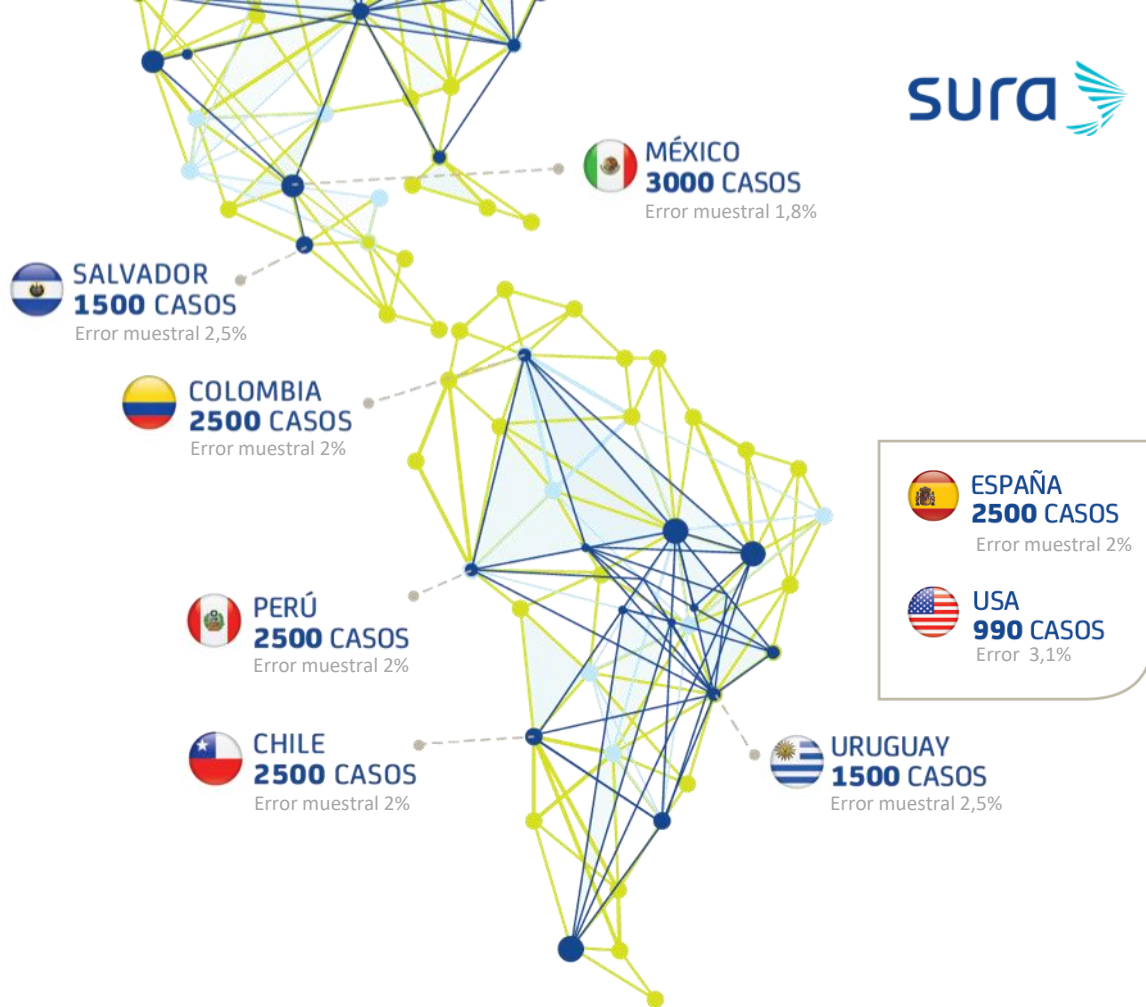 sura
MÉXICO
3000 CASOS
Error muestral 1,8%
SALVADOR
1500 CASOS
Error muestral 2,5%
COLOMBIA
2500 CASOS
Error muestral 2%
ESPAÑA
2500 CASOS
Error muestral 2%
USA
990 CASOS
Error 3,1%
PERÚ
2500 CASOS
Error muestral 2%
CHILE
2500 CASOS
Error muestral 2%
URUGUAY
1500 CASOS
Error muestral 2,5%